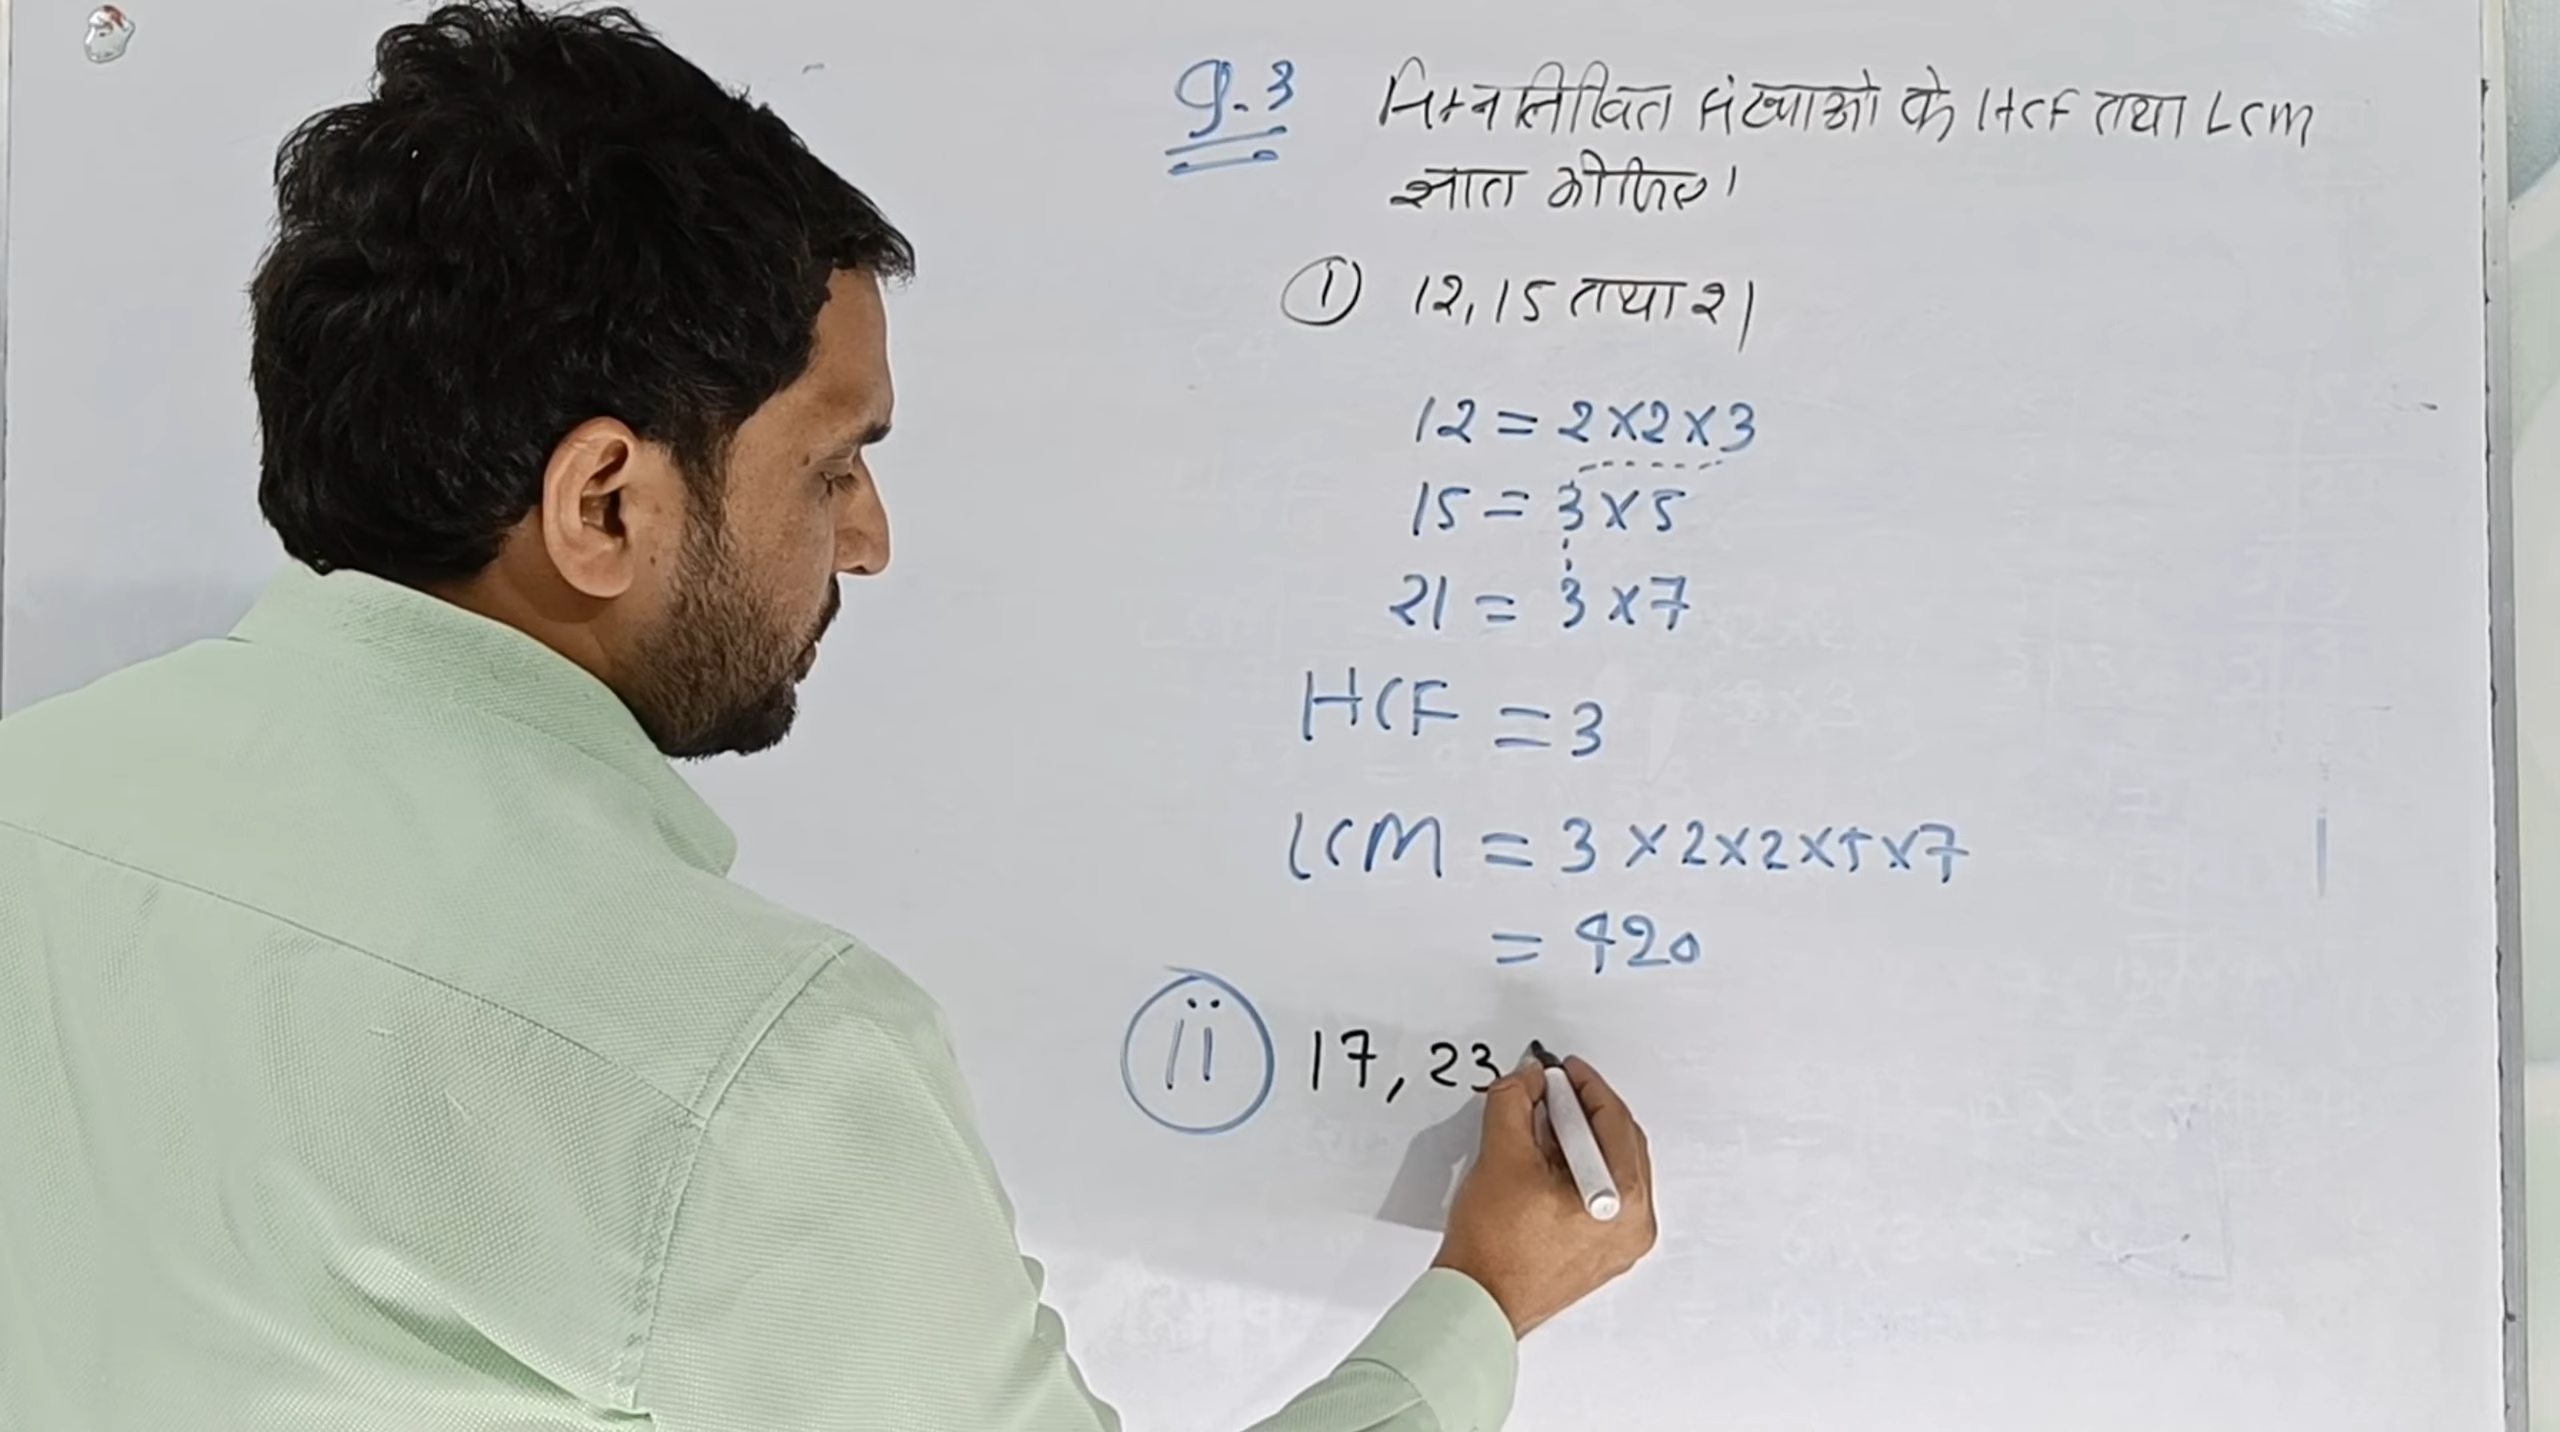 Q.3 निम्नलिखित संख्याओ के HCF तथा LCM
ज्ञात कीजिए।
① 12, 15 तथा 21
12 = 2×2×3
15 = 3×5
21 = 3×7
HCF = 3
LCM = 3×2×2×5×7
= 420
ii 17, 23